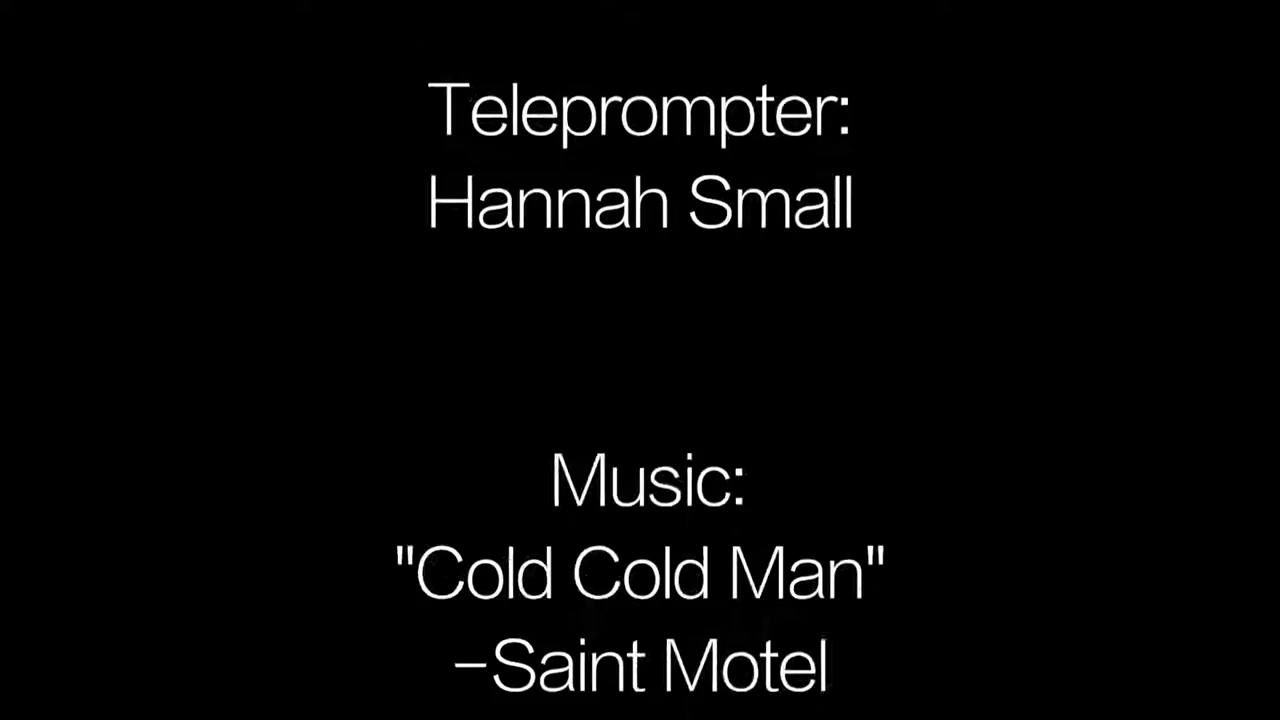 Teleprompter:
Hannah Small
Music:
"Cold Cold Man"
-Saint Motel